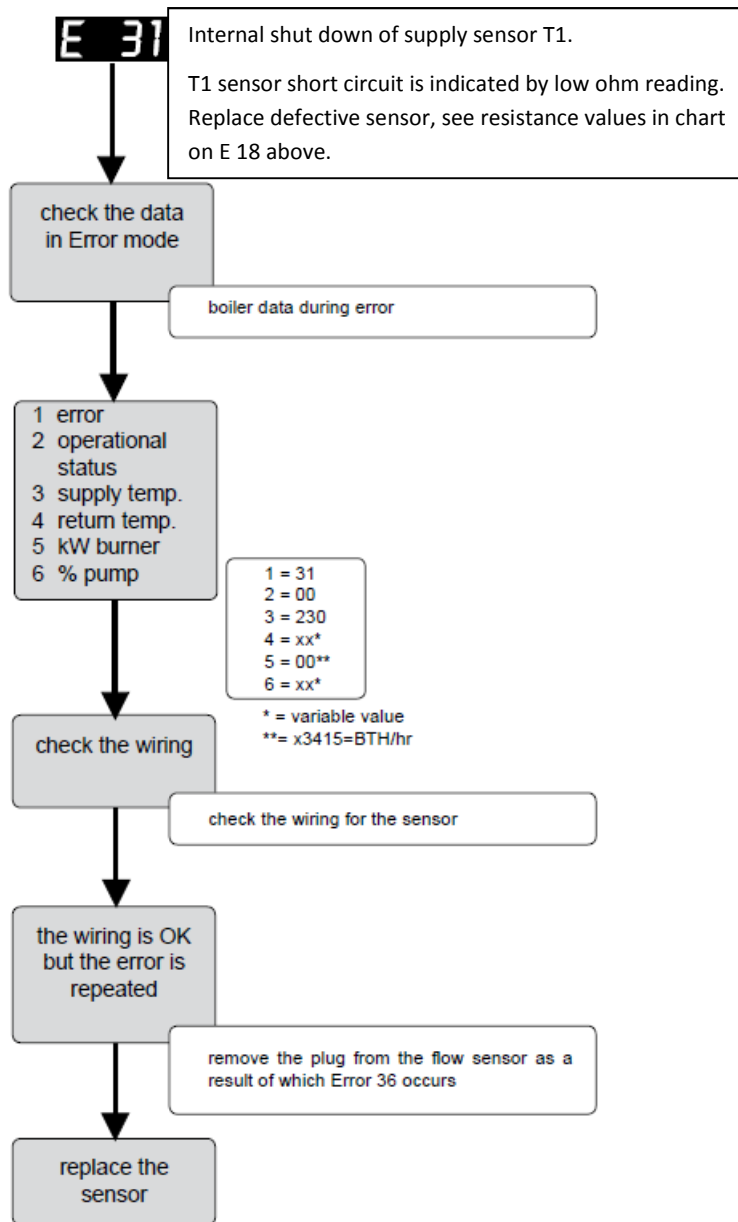 E 31
Internal shut down of supply sensor T1.
T1 sensor short circuit is indicated by low ohm reading.
Replace defective sensor, see resistance values in chart
on E 18 above.
check the data
in Error mode
boiler data during error
1 error
2 operational
status
3 supply temp.
4 return temp.
5 kW burner
6 % pump
1 = 31
2 = 00
3 = 230
4 = xx*
5 = 00**
6 = xx*
* = variable value
**= x3415=BTH/hr
check the wiring
check the wiring for the sensor
the wiring is OK
but the error is
repeated
remove the plug from the flow sensor as a
result of which Error 36 occurs
replace the
sensor